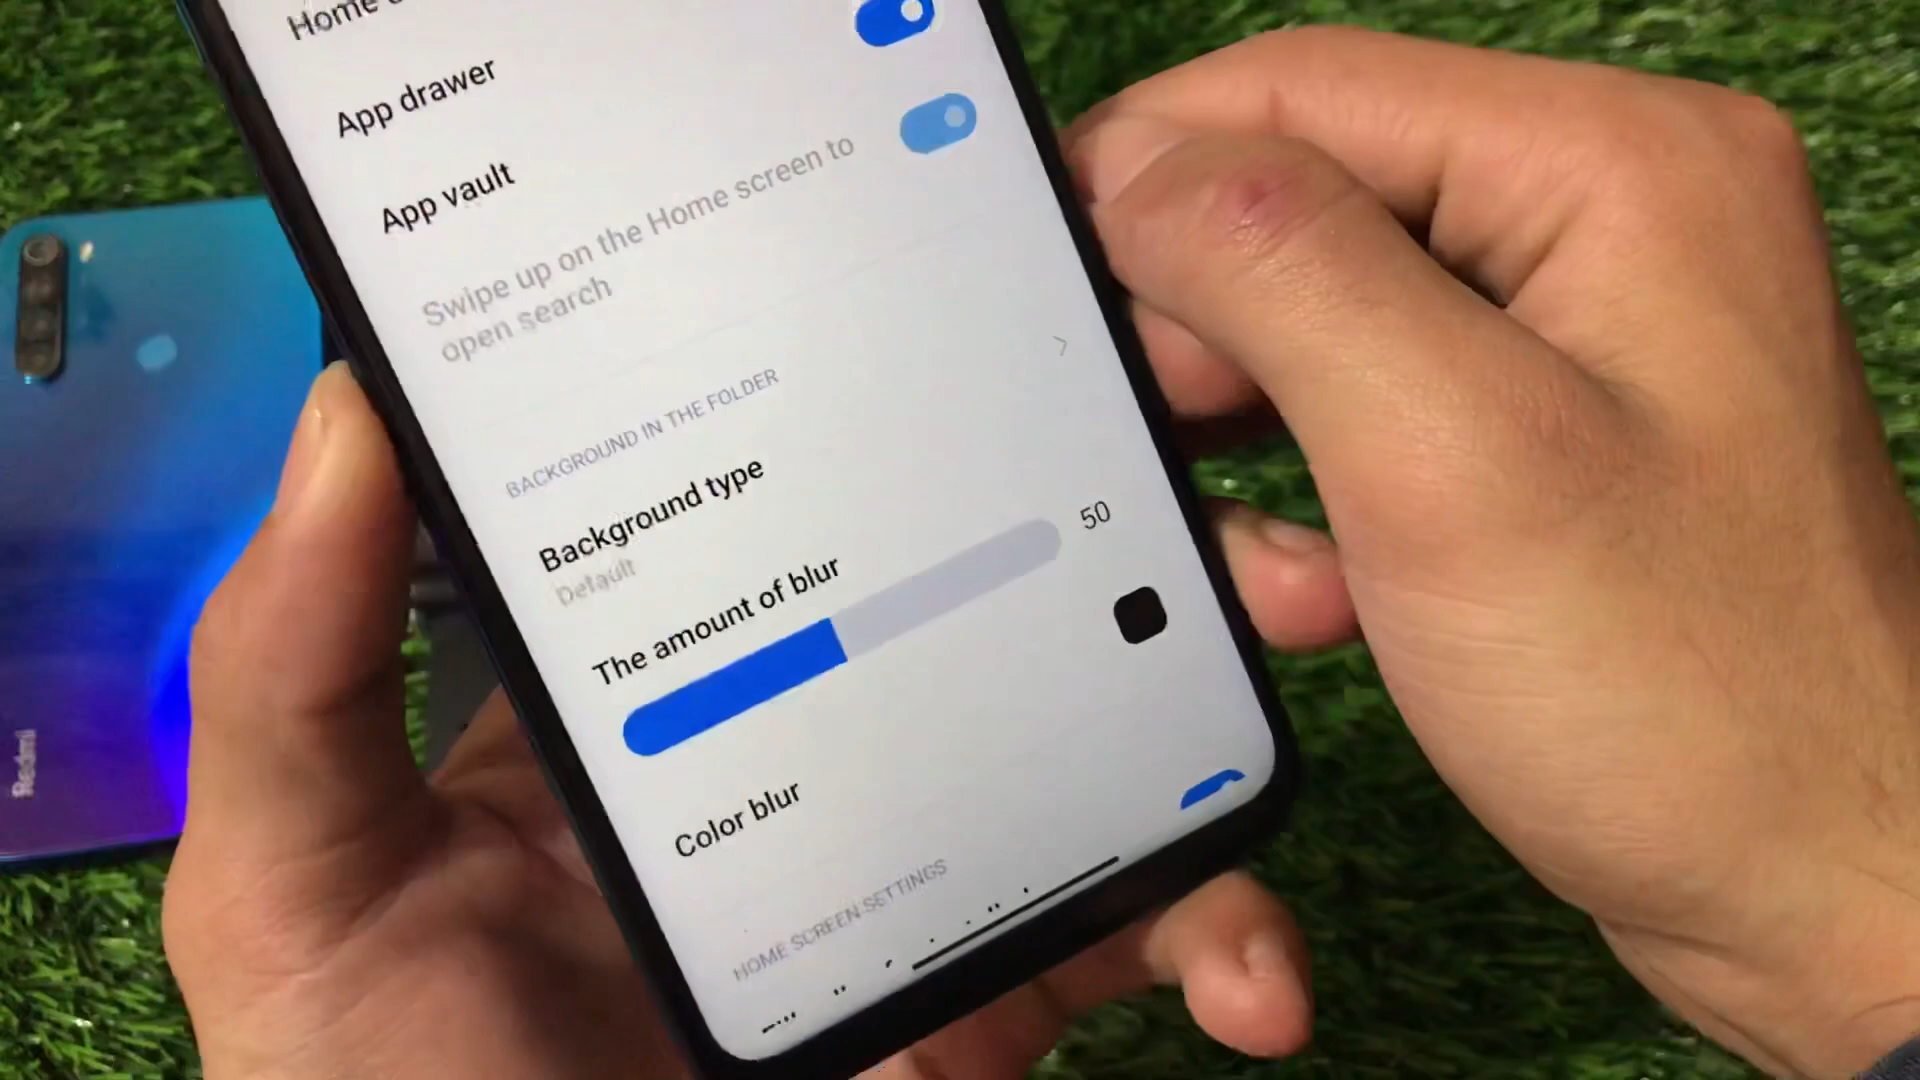 Home
App drawer
App vault
Swipe up on the Home screen to
open search
BACKGROUND IN THE FOLDER
Background type
Default
The amount of blur
50
Color blur
HOME SCREEN SETTINGS
Redmi